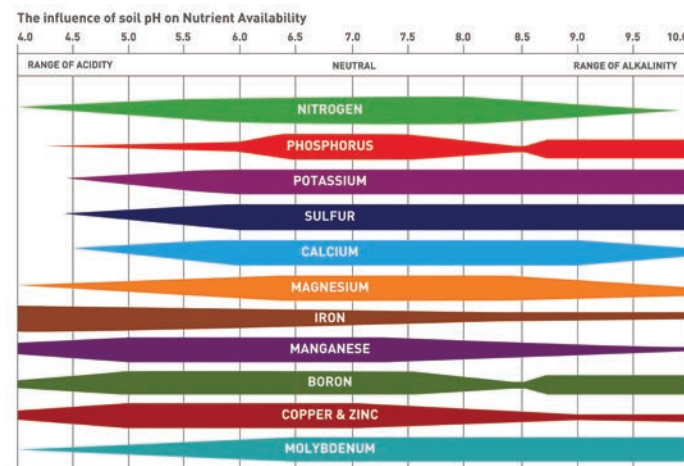 The influence of soil pH on Nutrient Availability
4.0 4.5 5.0 5.5 6.0 6.5 7.0 7.5 8.0 8.5 9.0 9.5 10.0
RANGE OF ACIDITY NEUTRAL RANGE OF ALKALINITY
NITROGEN
PHOSPHORUS
POTASSIUM
SULFUR
CALCIUM
MAGNESIUM
IRON
MANGANESE
BORON
COPPER & ZINC
MOLYBDENUM